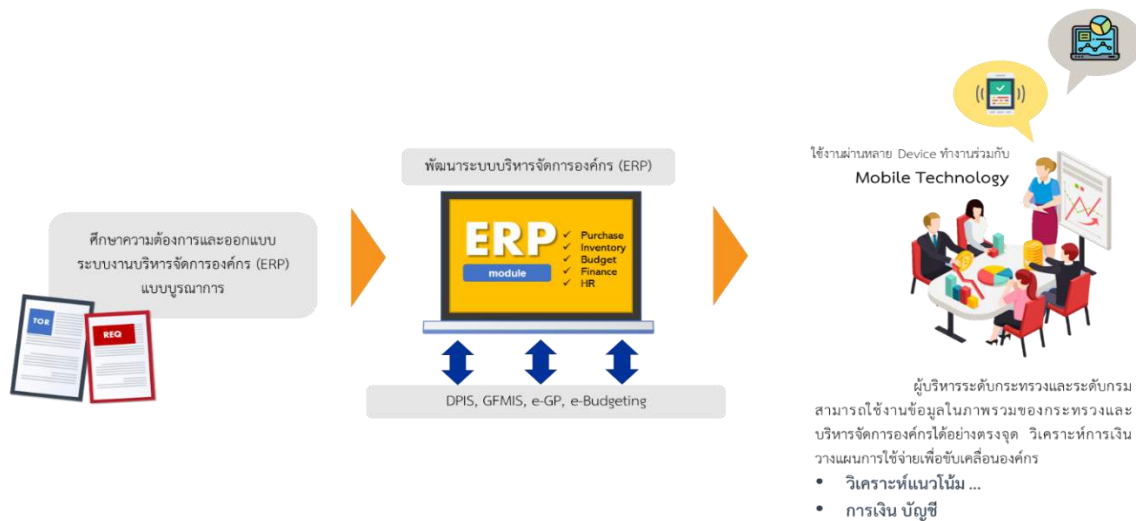 ศึกษาความต้องการและออกแบบ
ระบบงานบริหารจัดการองค์กร (ERP)
แบบบูรณาการ
TOR
REQ
พัฒนาระบบบริหารจัดการองค์กร (ERP)
ERP
module
✓ Purchase
✓ Inventory
✓ Budget
✓ Finance
✓ HR
DPIS, GFMIS, e-GP, e-Budgeting
ใช้งานผ่านหลาย Device ทำงานร่วมกับ
Mobile Technology
ผู้บริหารระดับกระทรวงและระดับกรม
สามารถใช้งานข้อมูลในภาพรวมของกระทรวงและ
บริหารจัดการองค์กรได้อย่างตรงจุด วิเคราะห์การเงิน
วางแผนการใช้จ่ายเพื่อขับเคลื่อนองค์กร
• วิเคราะห์แนวโน้ม ...
• การเงิน บัญชี